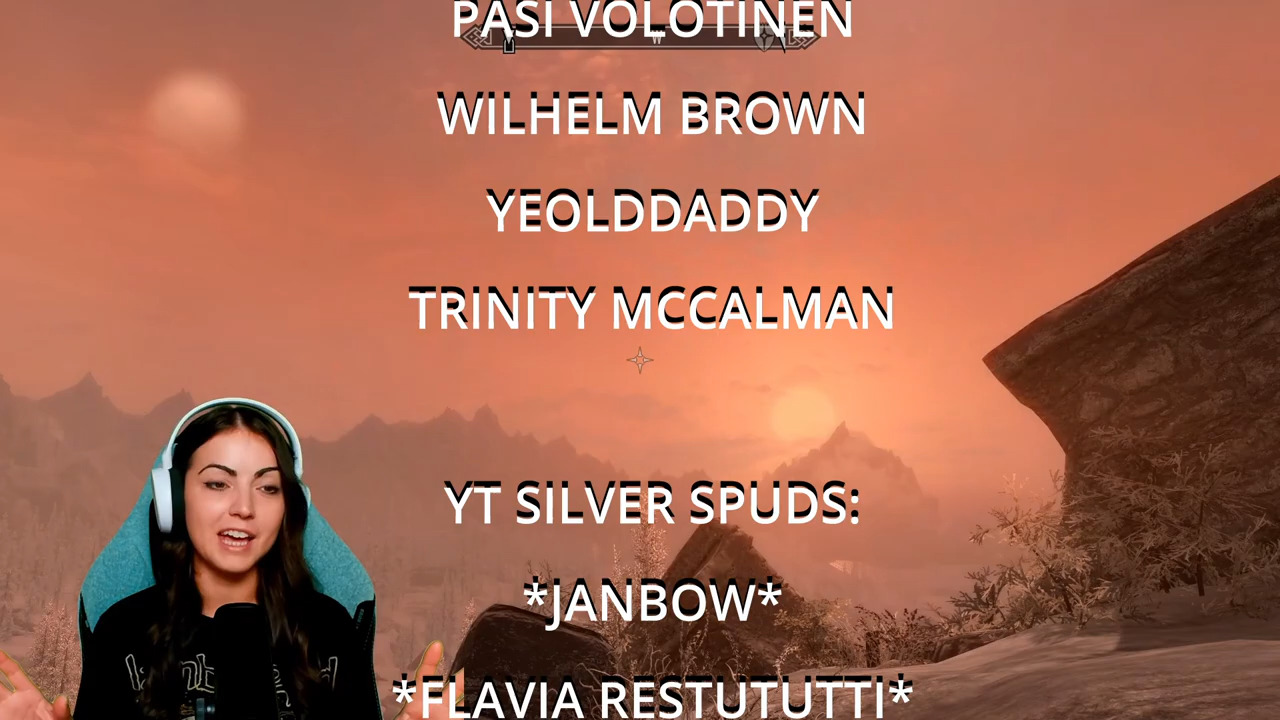 PASI VOLOTINEN
W
WILHELM BROWN
YEOLDDADDY
TRINITY MCCALMAN
YT SILVER SPUDS:
*JANBOW*
*FLAVIA RESTUTUTTI*